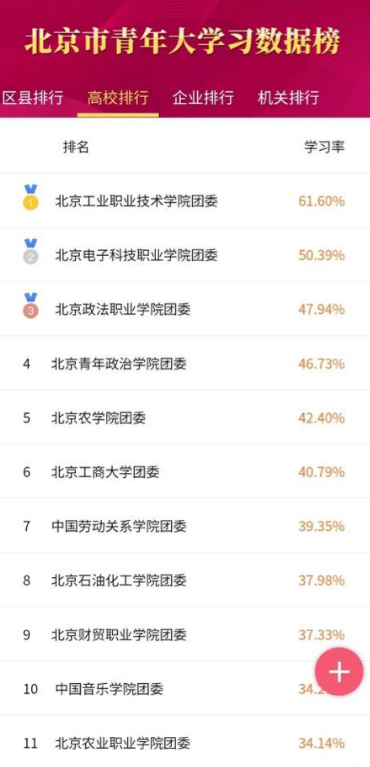 北京市青年大学习数据榜
区县排行 高校排行 企业排行 机关排行
排名 学习率
1 北京工业职业技术学院团委 61.60%
2 北京电子科技职业学院团委 50.39%
3 北京政法职业学院团委 47.94%
4 北京青年政治学院团委 46.73%
5 北京农学院团委 42.40%
6 北京工商大学团委 40.79%
7 中国劳动关系学院团委 39.35%
8 北京石油化工学院团委 37.98%
9 北京财贸职业学院团委 37.33%
10 中国音乐学院团委
11 北京农业职业学院团委 34.14%